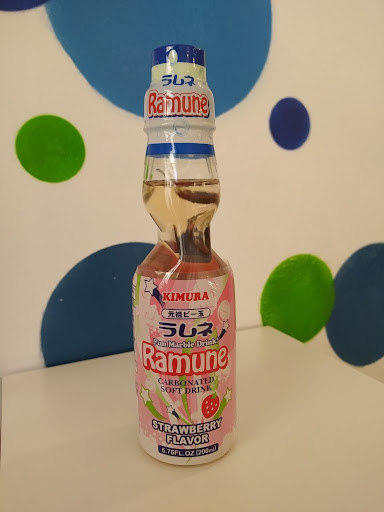 ラムネ
Ramune
KIMURA
元祖ビー玉
ラムネ
Fun Marble Drink!
Ramune
CARBONATED
SOFT DRINK
STRAWBERRY
FLAVOR
6.76FL.OZ (200ml)